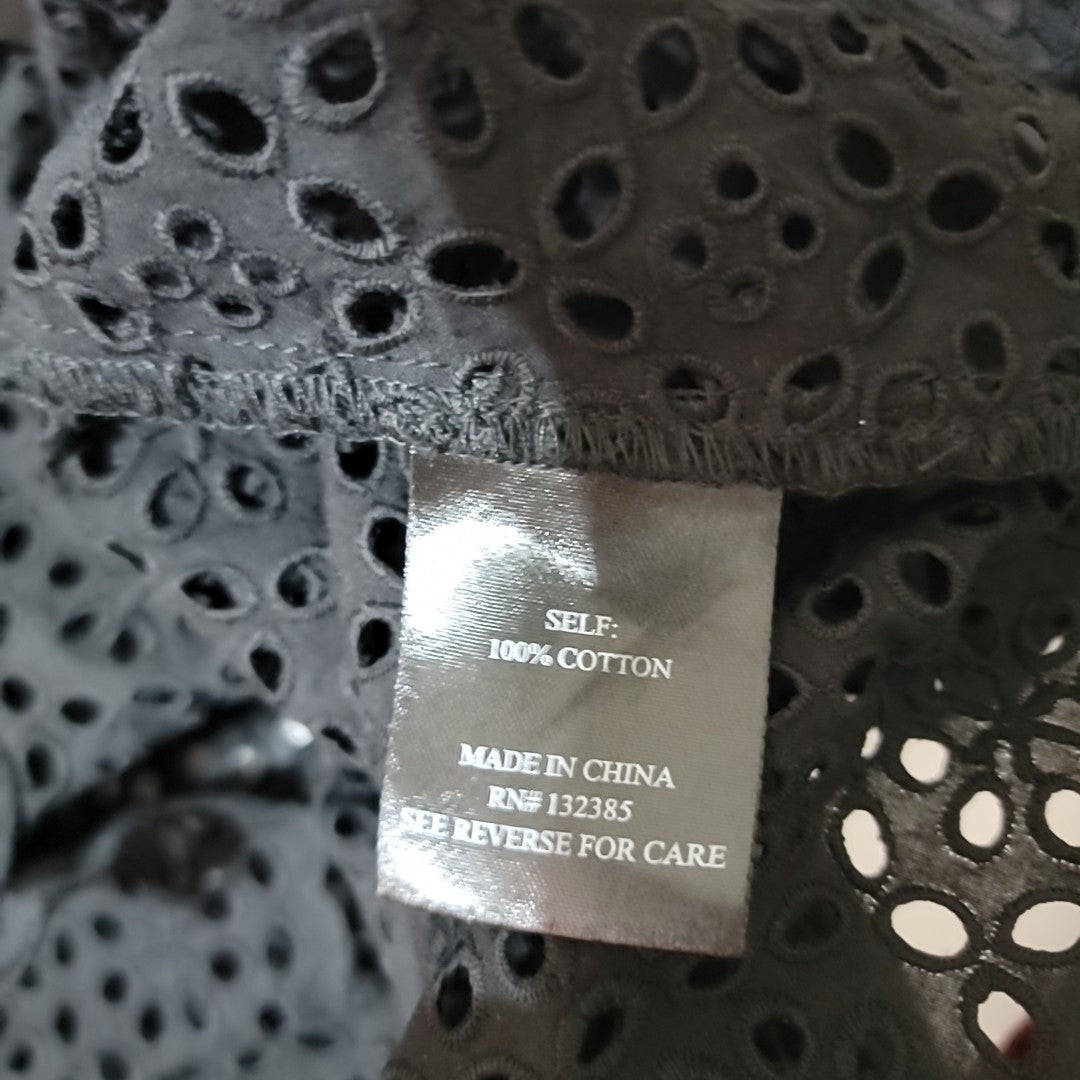 SELF:
100% COTTON
MADE IN CHINA
RN# 132385
SEE REVERSE FOR CARE